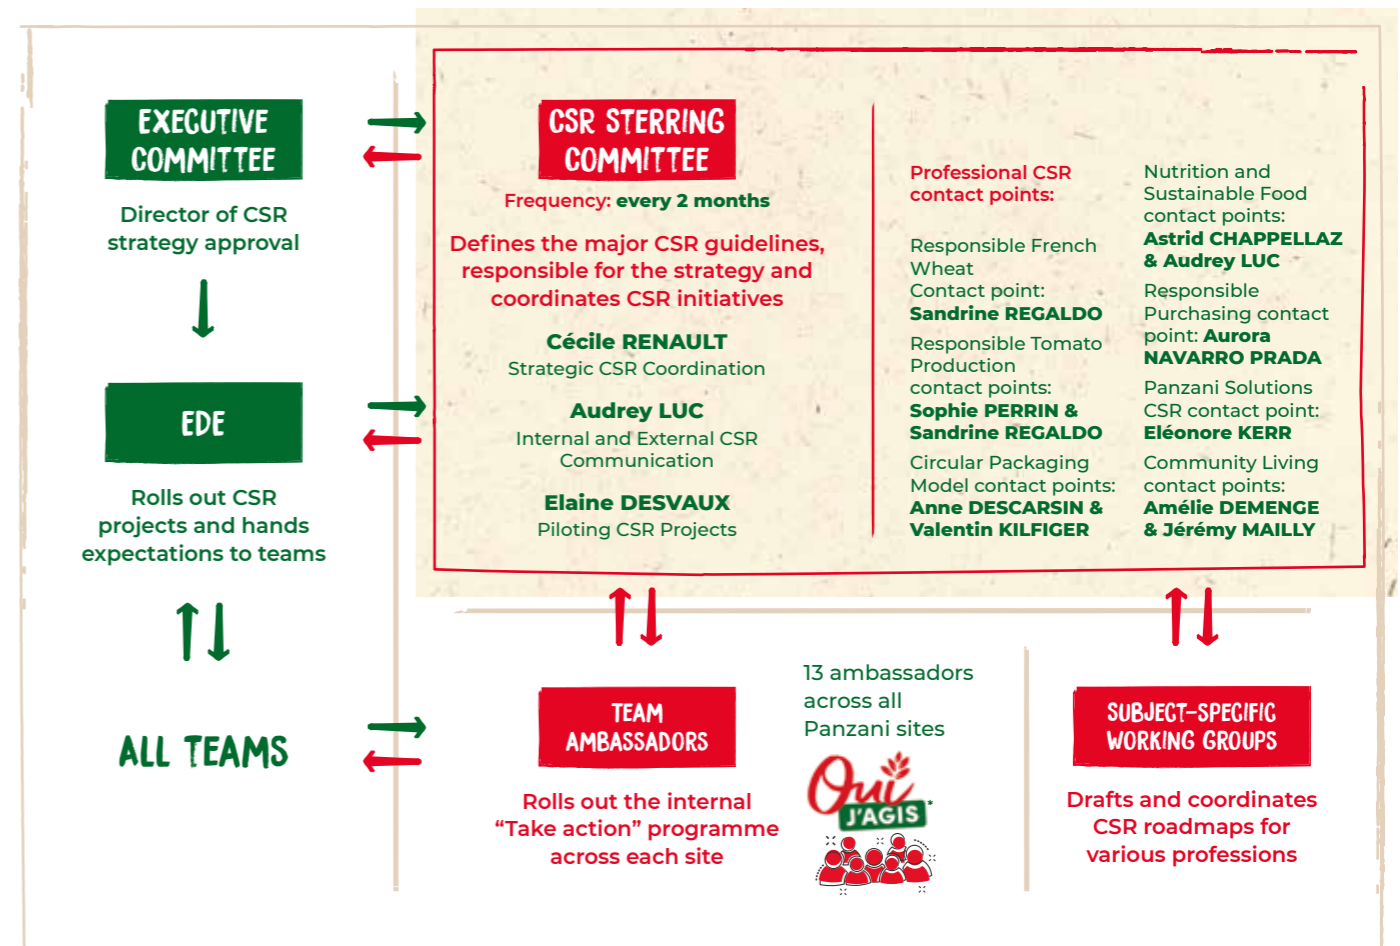 EXECUTIVE
COMMITTEE
Director of CSR
strategy approval
EDE
Rolls out CSR
projects and hands
expectations to teams
ALL TEAMS
CSR STERRING
COMMITTEE
Frequency: every 2 months
Defines the major CSR guidelines,
responsible for the strategy and
coordinates CSR initiatives
Cécile RENAULT
Strategic CSR Coordination
Audrey LUC
Internal and External CSR
Communication
Elaine DESVAUX
Piloting CSR Projects
Professional CSR
contact points:
Responsible French
Wheat
Contact point:
Sandrine REGALDO
Responsible Tomato
Production
contact points:
Sophie PERRIN &
Sandrine REGALDO
Circular Packaging
Model contact points:
Anne DESCARSIN &
Valentin KILFIGER
Nutrition and
Sustainable Food
contact points:
Astrid CHAPPELLAZ
& Audrey LUC
Responsible
Purchasing contact
point: Aurora
NAVARRO PRADA
Panzani Solutions
CSR contact point:
Eléonore KERR
Community Living
contact points:
Amélie DEMENGE
& Jérémy MAILLY
TEAM
AMBASSADORS
Rolls out the internal
“Take action” programme
across each site
13 ambassadors
across all
Panzani sites
Oui
J'AGIS*
SUBJECT-SPECIFIC
WORKING GROUPS
Drafts and coordinates
CSR roadmaps for
various professions